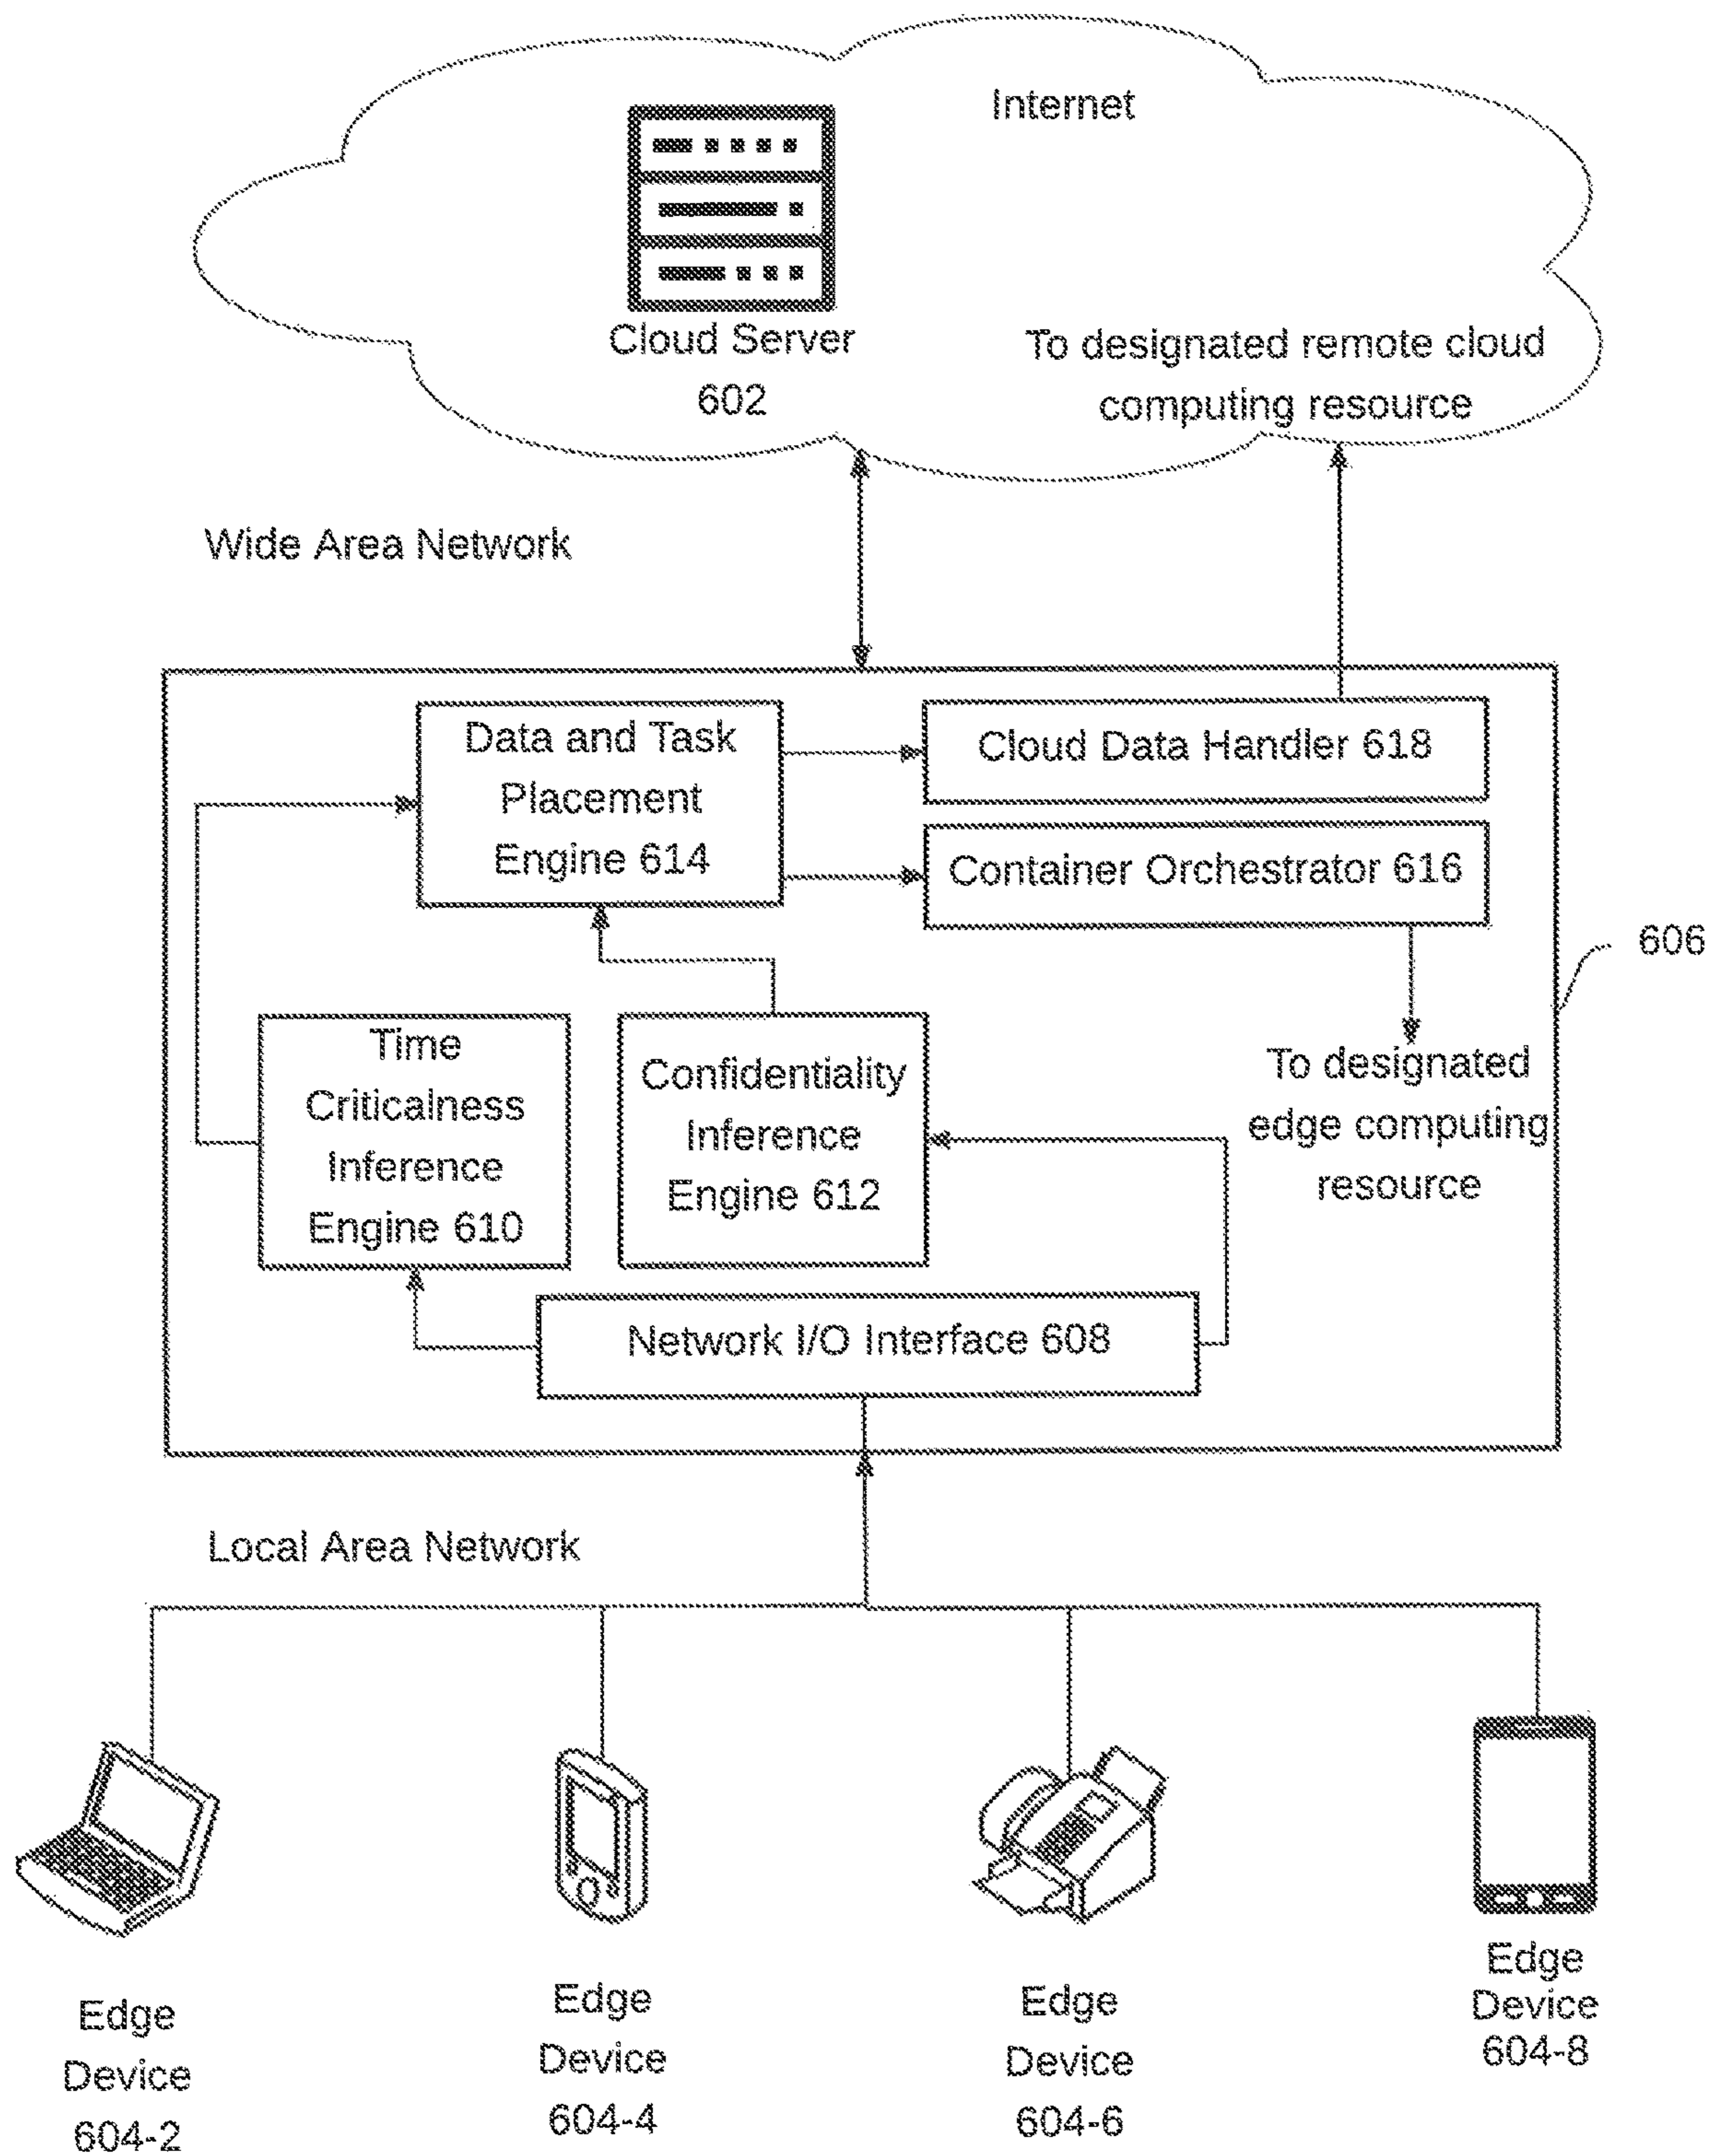 Internet
Cloud Server
602
To designated remote cloud
computing resource
Wide Area Network
Data and Task
Placement
Engine 614
Cloud Data Handler 618
Container Orchestrator 616
606
Time
Criticalness
Inference
Engine 610
Confidentiality
Inference
Engine 612
To designated
edge computing
resource
Network I/O Interface 608
Local Area Network
Edge
Device
604-2
Edge
Device
604-4
Edge
Device
604-6
Edge
Device
604-8